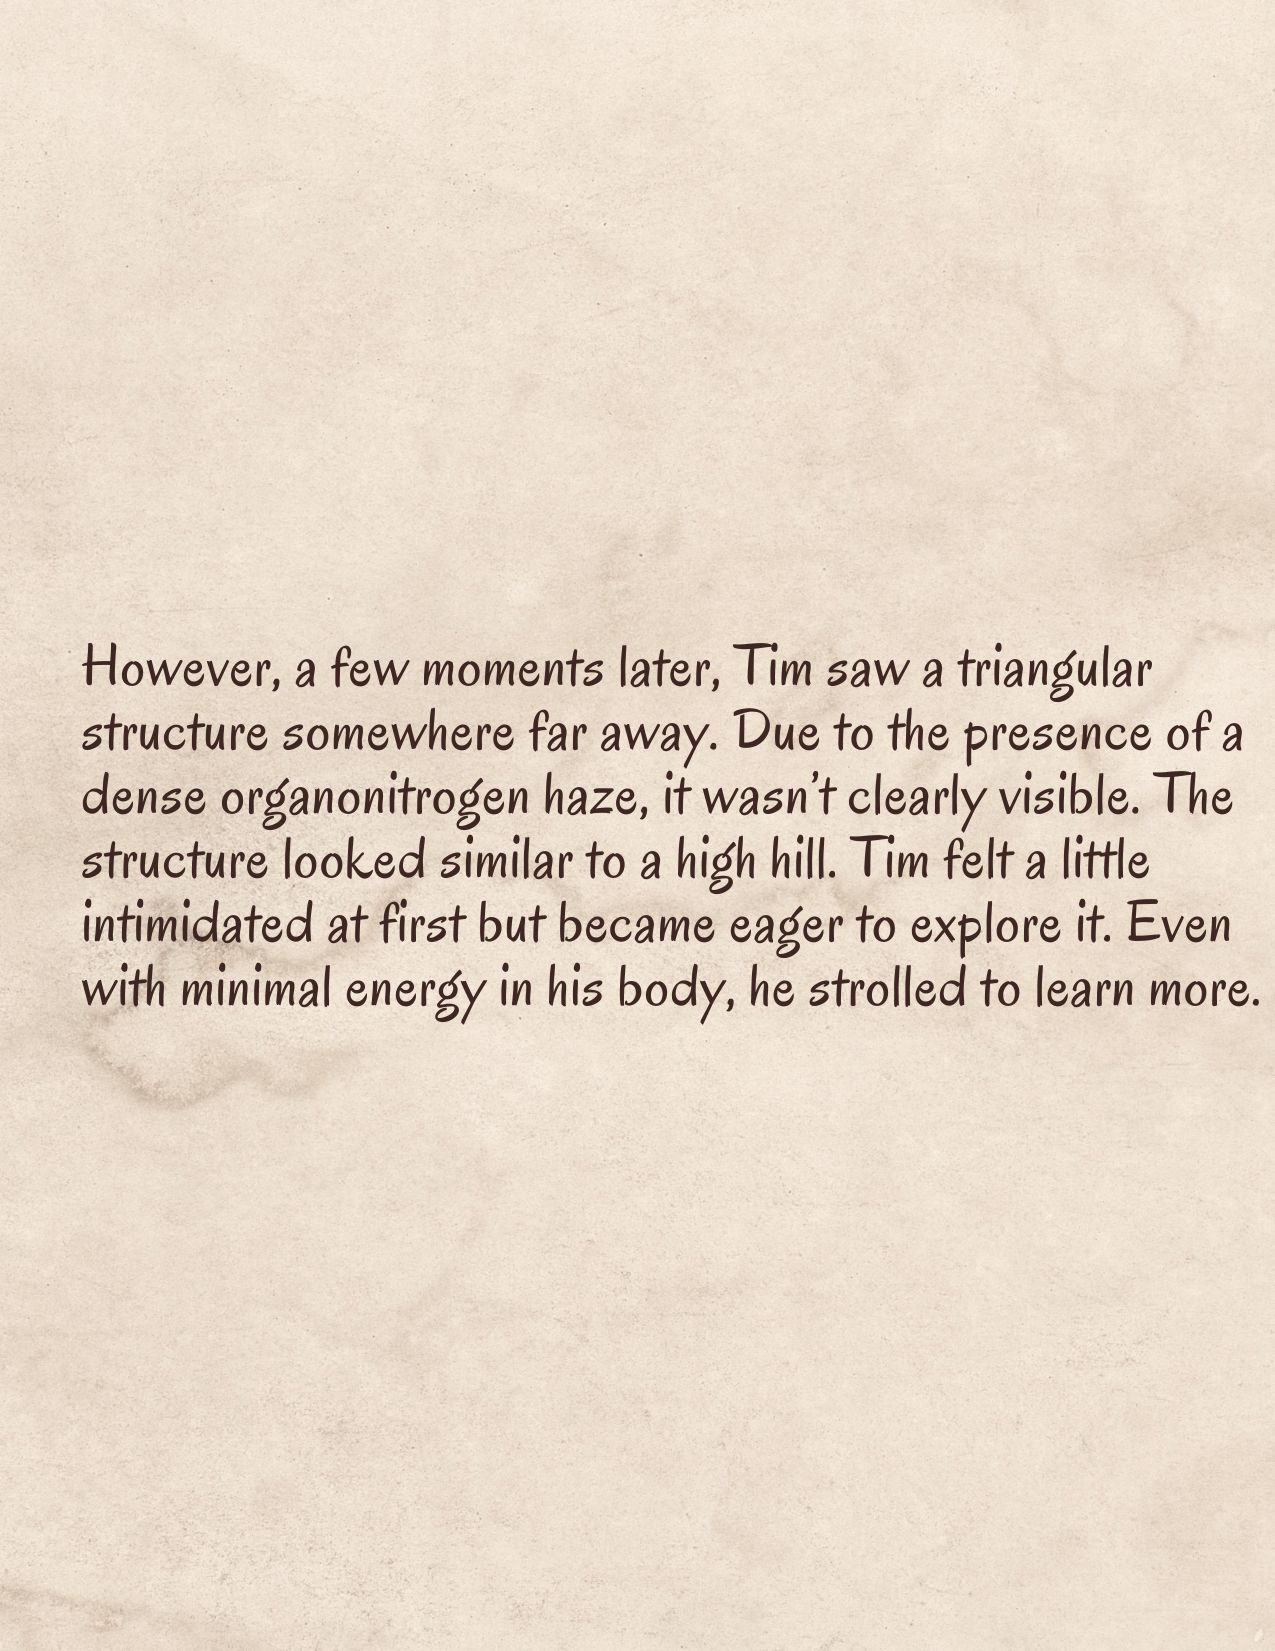 However, a few moments later, Tim saw a triangular
structure somewhere far away. Due to the presence of a
dense organonitrogen haze, it wasn't clearly visible. The
structure looked similar to a high hill. Tim felt a little
intimidated at first but became eager to explore it. Even
with minimal energy in his body, he strolled to learn more.